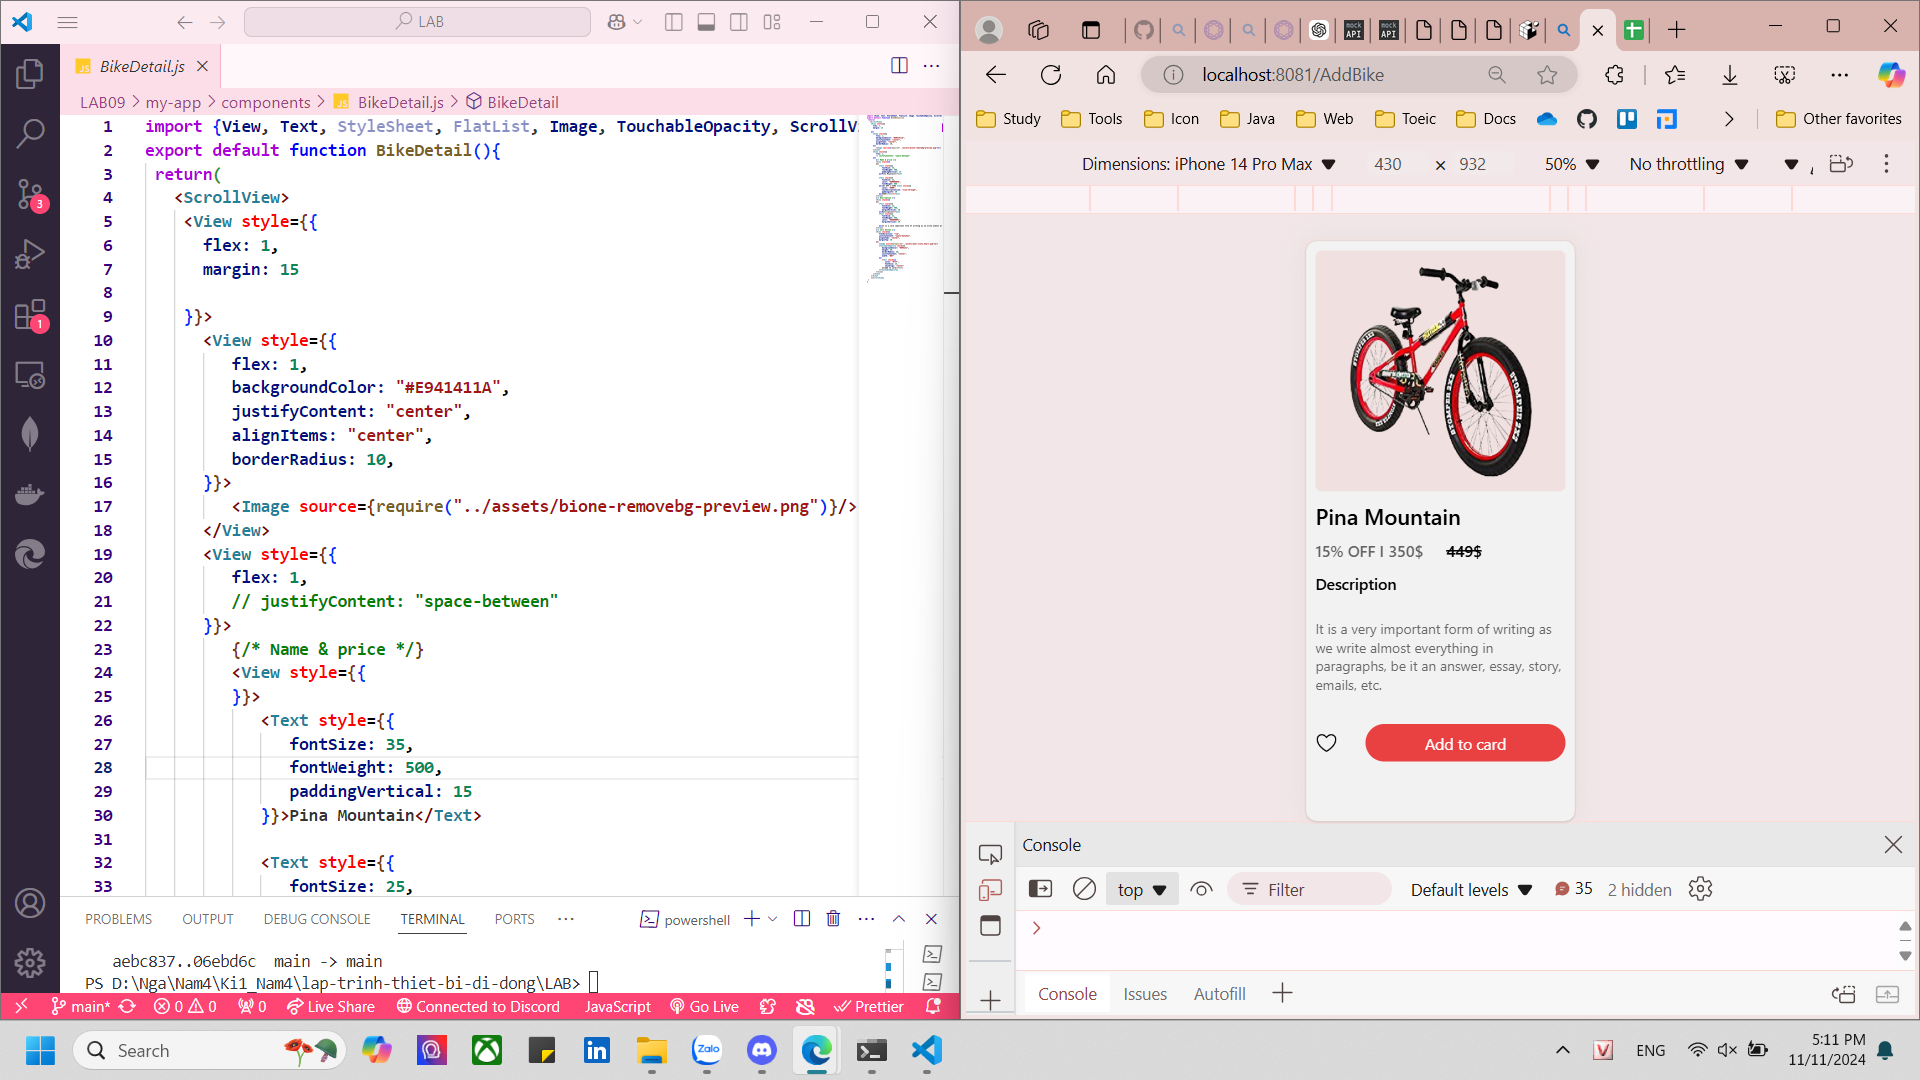 LAB
BikeDetail.js
LAB09 > my-app > components > BikeDetail.js > BikeDetail
1 import {View, Text, StyleSheet, FlatList, Image, TouchableOpacity, ScrollVi
2 export default function BikeDetail(){
3 return(
4 <ScrollView>
5 <View style={{
6 flex: 1,
7 margin: 15
8
9 }}>
10 <View style={{
11 flex: 1,
12 backgroundColor: "#E941411A",
13 justifyContent: "center",
14 alignItems: "center",
15 borderRadius: 10,
16 }}>
17 <Image source={require("../assets/bione-removebg-preview.png")}/>
18 </View>
19 <View style={{
20 flex: 1,
21 // justifyContent: "space-between"
22 }}>
23 {/* Name & price */}
24 <View style={{
25 }}>
26 <Text style={{
27 fontSize: 35,
28 fontWeight: 500,
29 paddingVertical: 15
30 }}>Pina Mountain</Text>
31
32 <Text style={{
33 fontSize: 25,
PROBLEMS OUTPUT DEBUG CONSOLE TERMINAL PORTS ··· powershell
aebc837..06ebd6c main -> main
PS D:\Nga\Nam4\Ki1_Nam4\lap-trinh-thiet-bi-di-dong\LAB>
main* 0 0 0 Live Share Connected to Discord JavaScript Go Live Prettier
3
1
localhost:8081/AddBike
Study Tools Icon Java Web Toeic Docs Other favorites
Dimensions: iPhone 14 Pro Max 430 × 932 50% No throttling
Pina Mountain
15% OFF I 350$ 449$
Description
It is a very important form of writing as
we write almost everything in
paragraphs, be it an answer, essay, story,
emails, etc.
Add to card
Console
top Filter Default levels 35 2 hidden
Console Issues Autofill
Search
Zalo
ENG
5:11 PM
11/11/2024